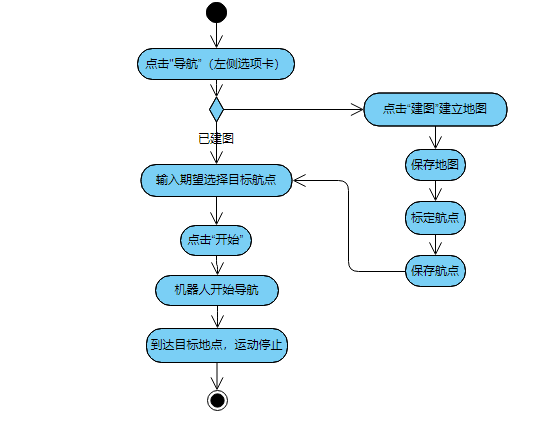 点击"导航”（左侧选项卡）
点击“建图”建立地图
已建图
保存地图
输入期望选择目标航点
标定航点
点击“开始”
保存航点
机器人开始导航
到达目标地点，运动停止